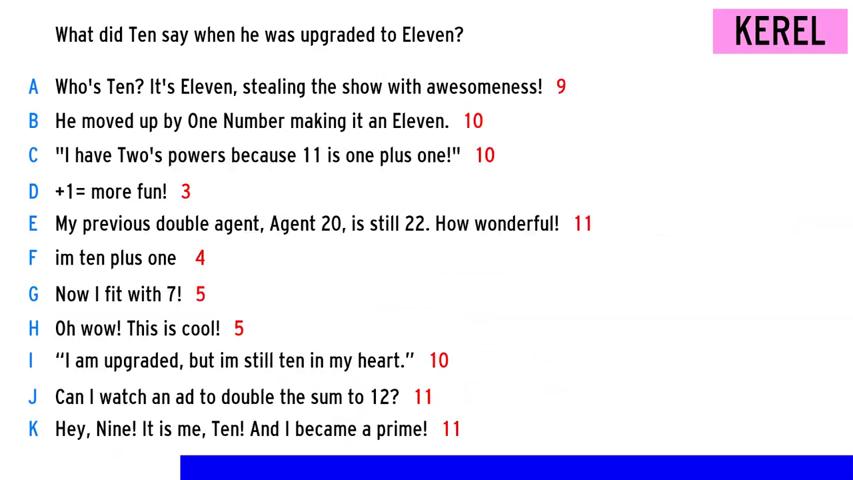 What did Ten say when he was upgraded to Eleven?
KEREL
A Who's Ten? It's Eleven, stealing the show with awesomeness! 9
B He moved up by One Number making it an Eleven. 10
C "I have Two's powers because 11 is one plus one!" 10
D +1= more fun! 3
E My previous double agent, Agent 20, is still 22. How wonderful! 11
F im ten plus one 4
G Now I fit with 7! 5
H Oh wow! This is cool! 5
I “I am upgraded, but im still ten in my heart.” 10
J Can I watch an ad to double the sum to 12? 11
K Hey, Nine! It is me, Ten! And I became a prime! 11